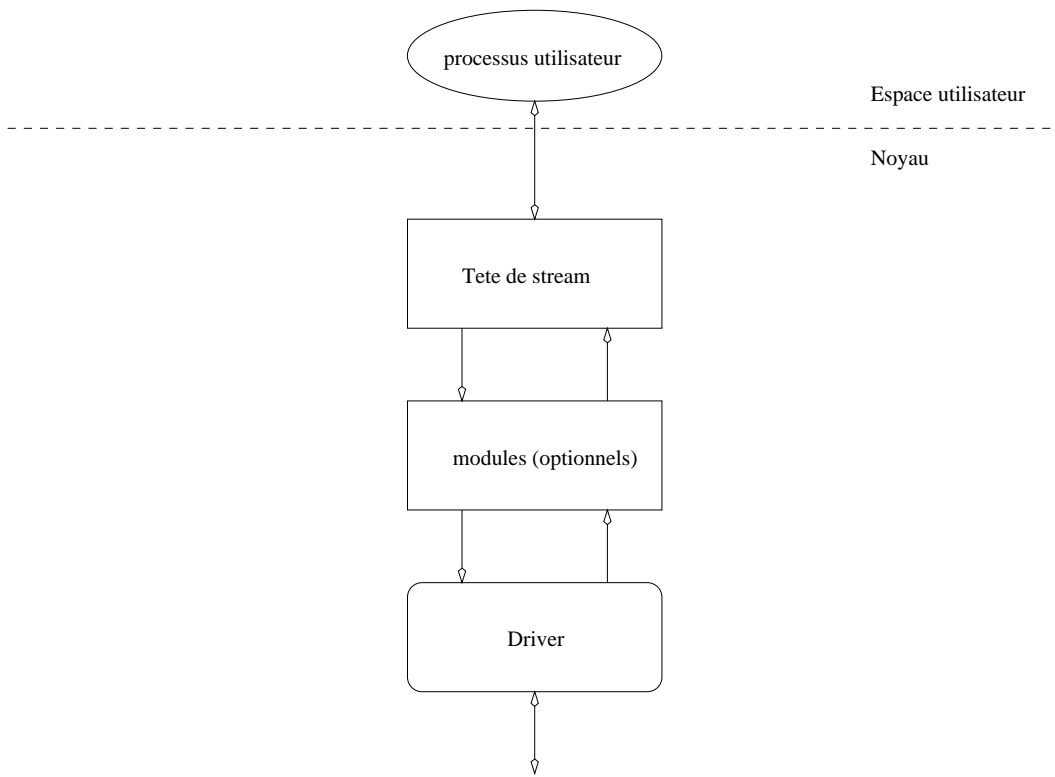 processus utilisateur
Espace utilisateur
Noyau
Tete de stream
modules (optionnels)
Driver